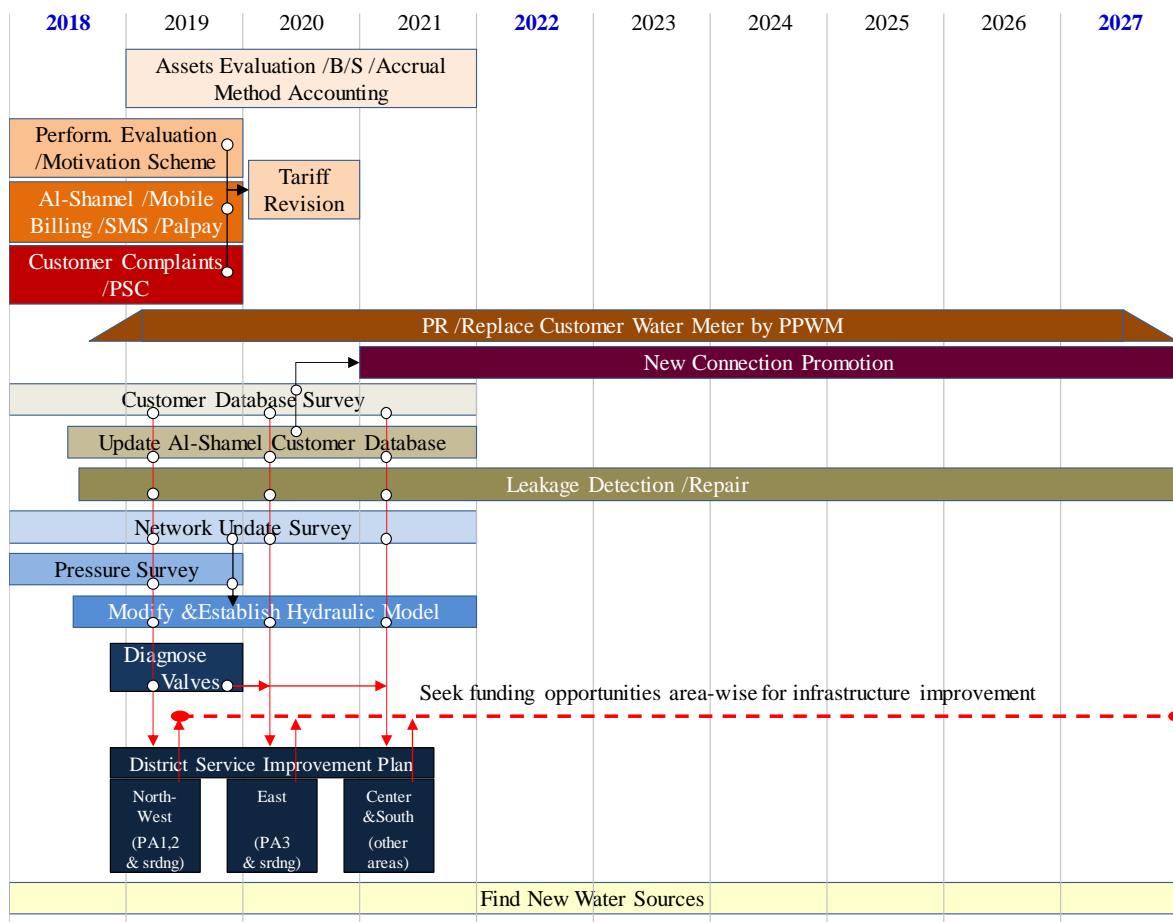 2018 2019 2020 2021 2022 2023 2024 2025 2026 2027
Assets Evaluation /B/S /Accrual
Method Accounting
Perform. Evaluation
/Motivation Scheme
Tariff
Revision
Al-Shamel /Mobile
Billing /SMS /Palpay
Customer Complaints
/PSC
PR /Replace Customer Water Meter by PPWM
New Connection Promotion
Customer Database Survey
Update Al-Shamel Customer Database
Leakage Detection /Repair
Network Update Survey
Pressure Survey
Modify &Establish Hydraulic Model
Diagnose
Valves
Seek funding opportunities area-wise for infrastructure improvement
District Service Improvement Plan
North-
West
(PA1,2
& srdng)
East
(PA3
& srdng)
Center
&South
(other
areas)
Find New Water Sources